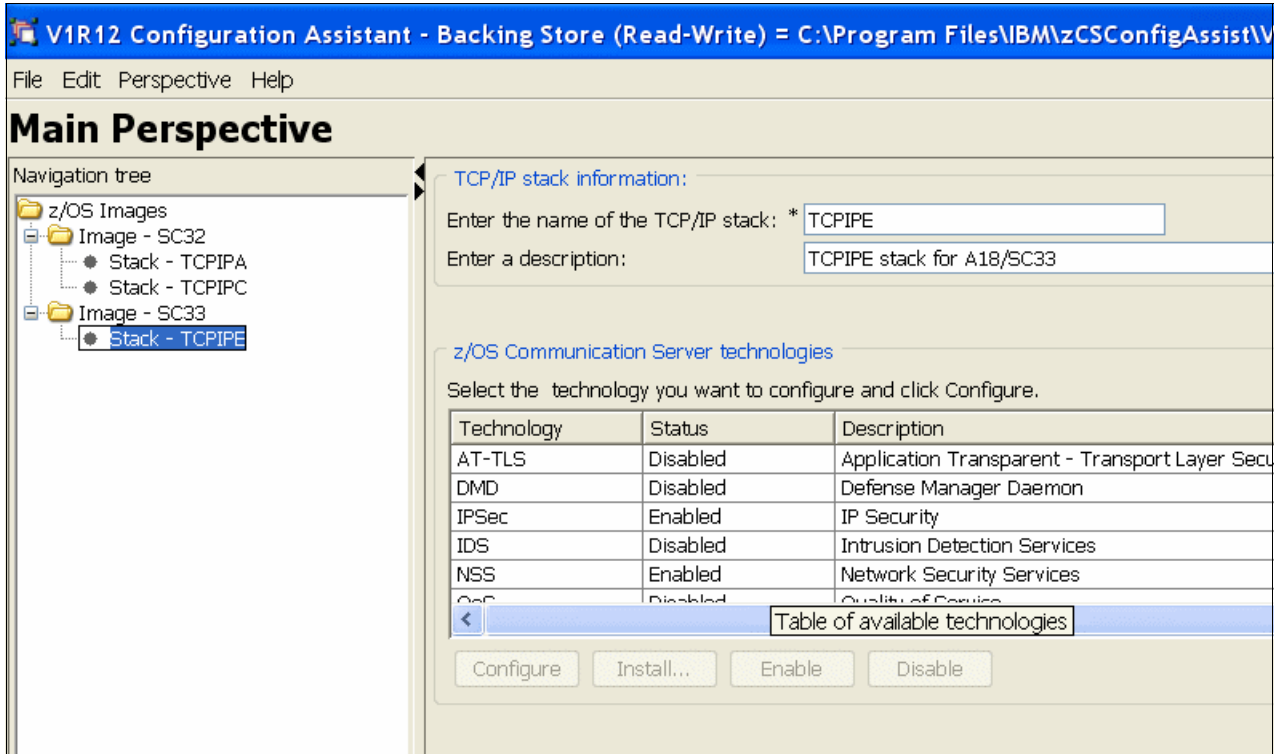 V1R12 Configuration Assistant - Backing Store (Read-Write) = C:\Program Files\IBM\zCSConfigAssist\V
File Edit Perspective Help
Main Perspective
Navigation tree
z/OS Images
Image - SC32
Stack - TCPIPA
Stack - TCPIPC
Image - SC33
Stack - TCPIPE
TCP/IP stack information:
Enter the name of the TCP/IP stack: * TCPIPE
Enter a description: TCPIPE stack for A18/SC33
z/OS Communication Server technologies
Select the technology you want to configure and click Configure.
Technology Status Description
AT-TLS Disabled Application Transparent - Transport Layer Secu
DMD Disabled Defense Manager Daemon
IPSec Enabled IP Security
IDS Disabled Intrusion Detection Services
NSS Enabled Network Security Services
QoS Disabled Quality of Service
Table of available technologies
Configure Install... Enable Disable